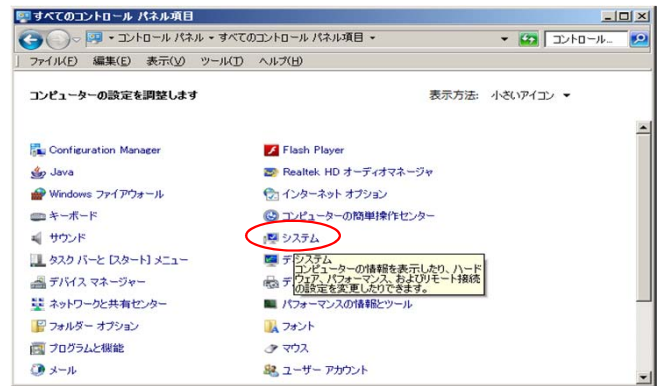 すべてのコントロール パネル項目
コントロール パネル すべてのコントロール パネル項目 コントロール...
ファイル(F) 編集(E) 表示(V) ツール(T) ヘルプ(H)
コンピューターの設定を調整します 表示方法: 小さいアイコン
Configuration Manager Flash Player
Java Realtek HD オーディオマネージャ
Windows ファイアウォール インターネット オプション
キーボード コンピューターの簡単操作センター
サウンド システム
タスク バーと [スタート] メニュー デ
システム
コンピューターの情報を表示したり、ハード
ウェア、パフォーマンス、およびリモート接続
の設定を変更したりできます。
デバイス マネージャー デ
ネットワークと共有センター パフォーマンスの情報とツール
フォルダー オプション フォント
プログラムと機能 マウス
メール ユーザー アカウント